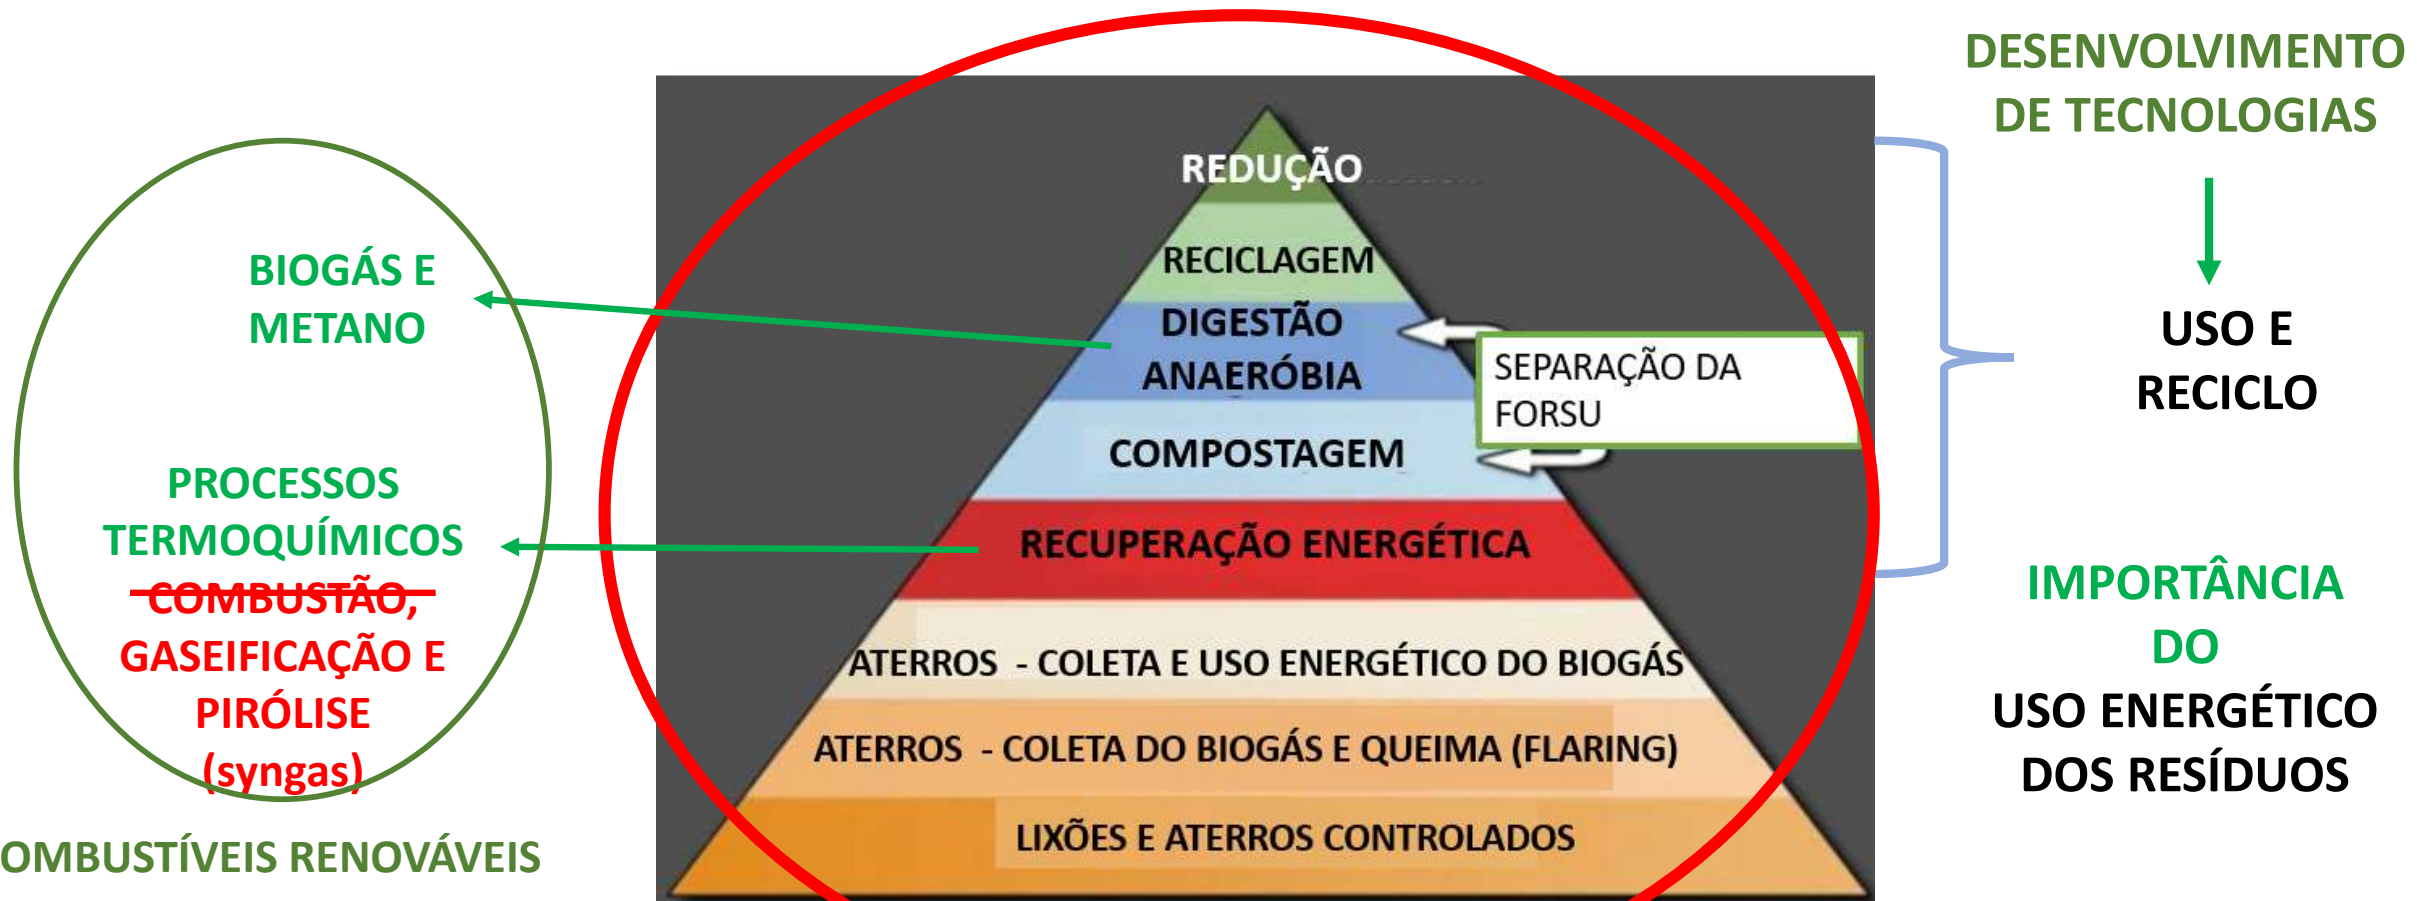 BIOGÁS E
METANO
PROCESSOS
TERMOQUÍMICOS
COMBUSTÃO,
GASEIFICAÇÃO E
PIRÓLISE
(syngas)
OMBUSTÍVEIS RENOVÁVEIS
REDUÇÃO
RECICLAGEM
DIGESTÃO
ANAERÓBIA
COMPOSTAGEM
RECUPERAÇÃO ENERGÉTICA
ATERROS - COLETA E USO ENERGÉTICO DO BIOGÁS
ATERROS - COLETA DO BIOGÁS E QUEIMA (FLARING)
LIXÕES E ATERROS CONTROLADOS
SEPARAÇÃO DA
FORSU
DESENVOLVIMENTO
DE TECNOLOGIAS
USO E
RECICLO
IMPORTÂNCIA
DO
USO ENERGÉTICO
DOS RESÍDUOS